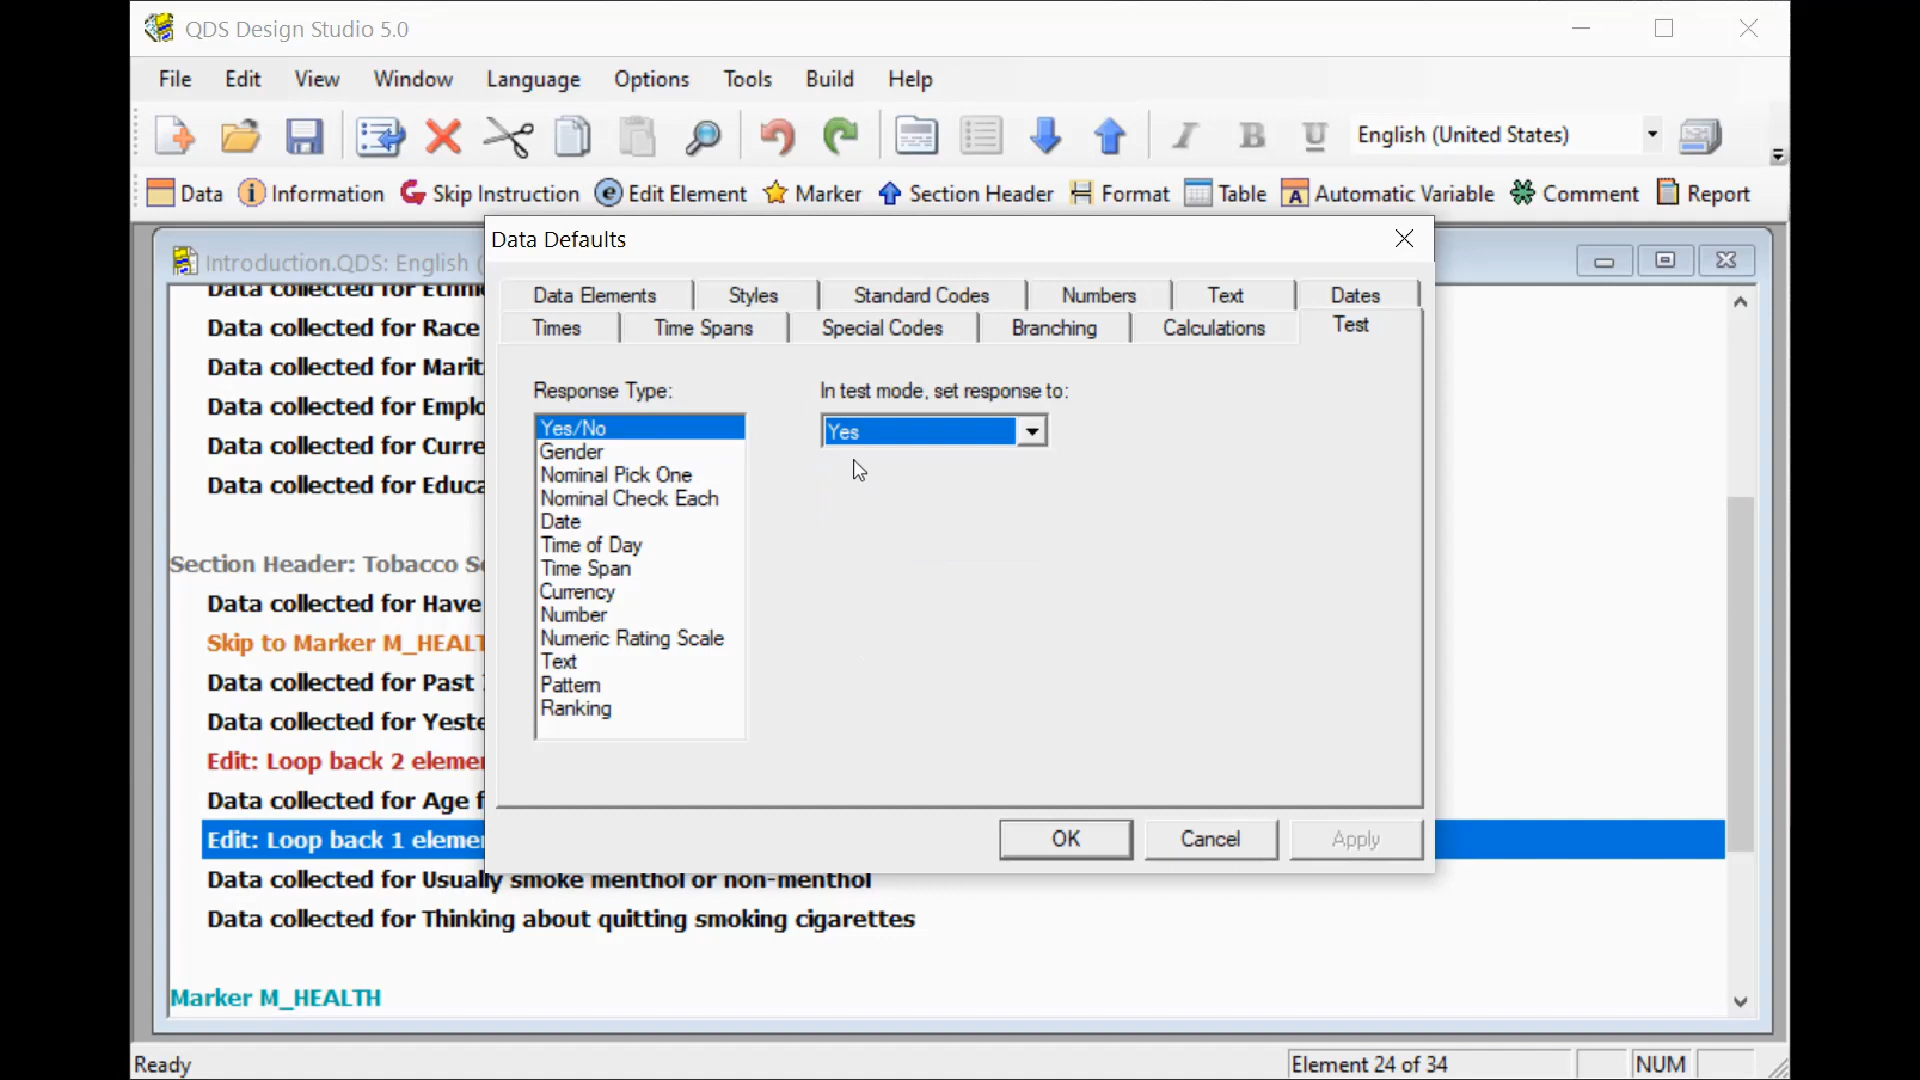 QDS Design Studio 5.0
File Edit View Window Language Options Tools Build Help
I B U English (United States)
Data Information Skip Instruction Edit Element Marker Section Header Format Table Automatic Variable Comment Report
Introduction.QDS: English (
Data Defaults
Data Elements Styles Standard Codes Numbers Text Dates
Times Time Spans Special Codes Branching Calculations Test
Response Type:
Yes/No
Gender
Nominal Pick One
Nominal Check Each
Date
Time of Day
Time Span
Currency
Number
Numeric Rating Scale
Text
Pattern
Ranking
In test mode, set response to:
Yes
OK Cancel Apply
Data collected for Ethni
Data collected for Race
Data collected for Marit
Data collected for Emplo
Data collected for Curre
Data collected for Educa
Section Header: Tobacco Se
Data collected for Have
Skip to Marker M_HEALT
Data collected for Past
Data collected for Yeste
Edit: Loop back 2 elemen
Data collected for Age f
Edit: Loop back 1 elemen
Data collected for Usually smoke menthol or non-menthol
Data collected for Thinking about quitting smoking cigarettes
Marker M_HEALTH
Ready Element 24 of 34 NUM